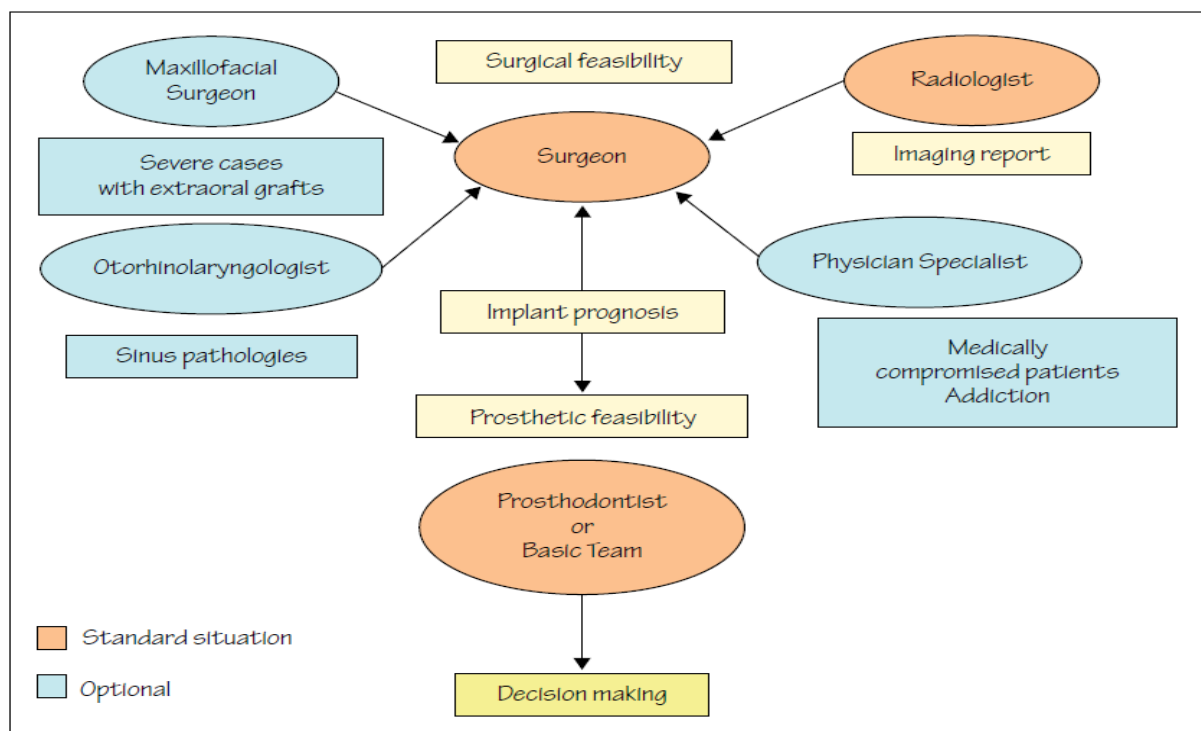 Maxillofacial
Surgeon
Surgical feasibility
Radiologist
Surgeon
Imaging report
Severe cases
with extraoral grafts
Otorhinolaryngologist
Physician Specialist
Implant prognosis
Sinus pathologies
Medically
compromised patients
Addiction
Prosthetic feasibility
Prosthodontist
or
Basic Team
Standard situation
Optional
Decision making